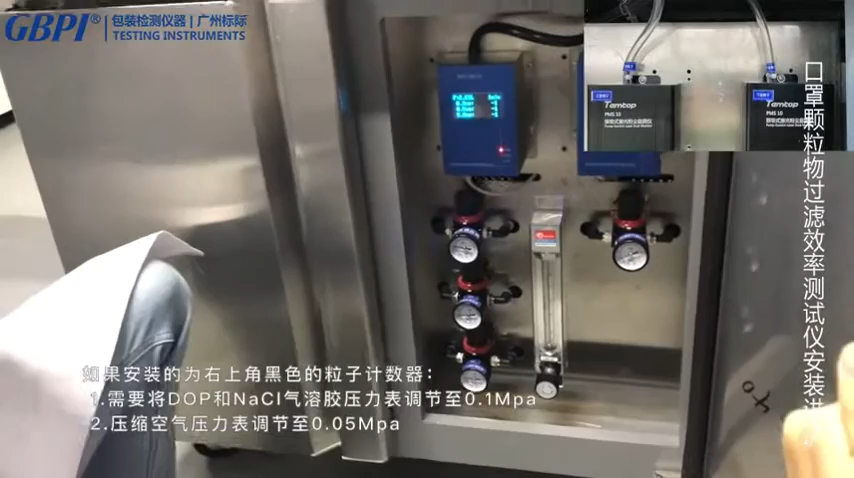 GBPI® 包装检测仪器 | 广州标际
TESTING INSTRUMENTS
Temtop
PMS 10
Temtop
PMS 10
口罩颗粒物过滤效率测试仪安装
如果安装的为右上角黑色的粒子计数器：
1.需要将DOP和NaCl气溶胶压力表调节至0.1Mpa
2.压缩空气压力表调节至0.05Mpa